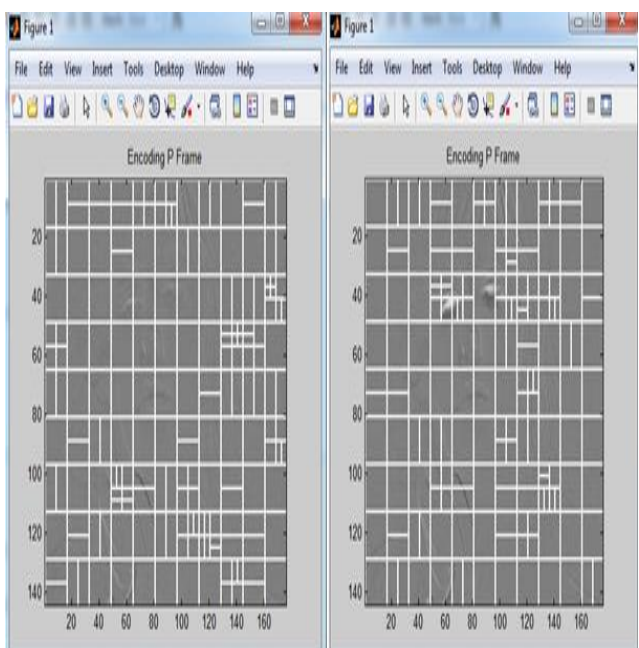 Figure 1
File Edit View Insert Tools Desktop Window Help
Encoding P Frame
20
40
60
80
100
120
140
20 40 60 80 100 120 140 160
Figure 1
File Edit View Insert Tools Desktop Window Help
Encoding P Frame
20
40
60
80
100
120
140
20 40 60 80 100 120 140 160